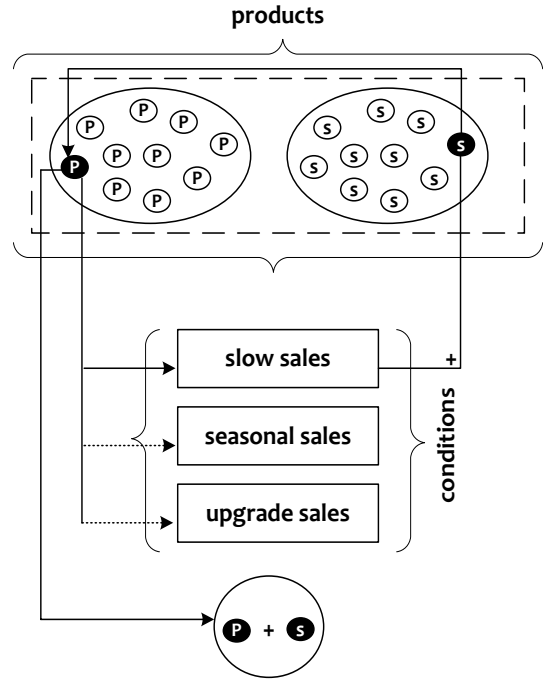 products
P P P P P P P P P P P
s s s s s s s s s s s
slow sales
+
seasonal sales
upgrade sales
conditions
P + s